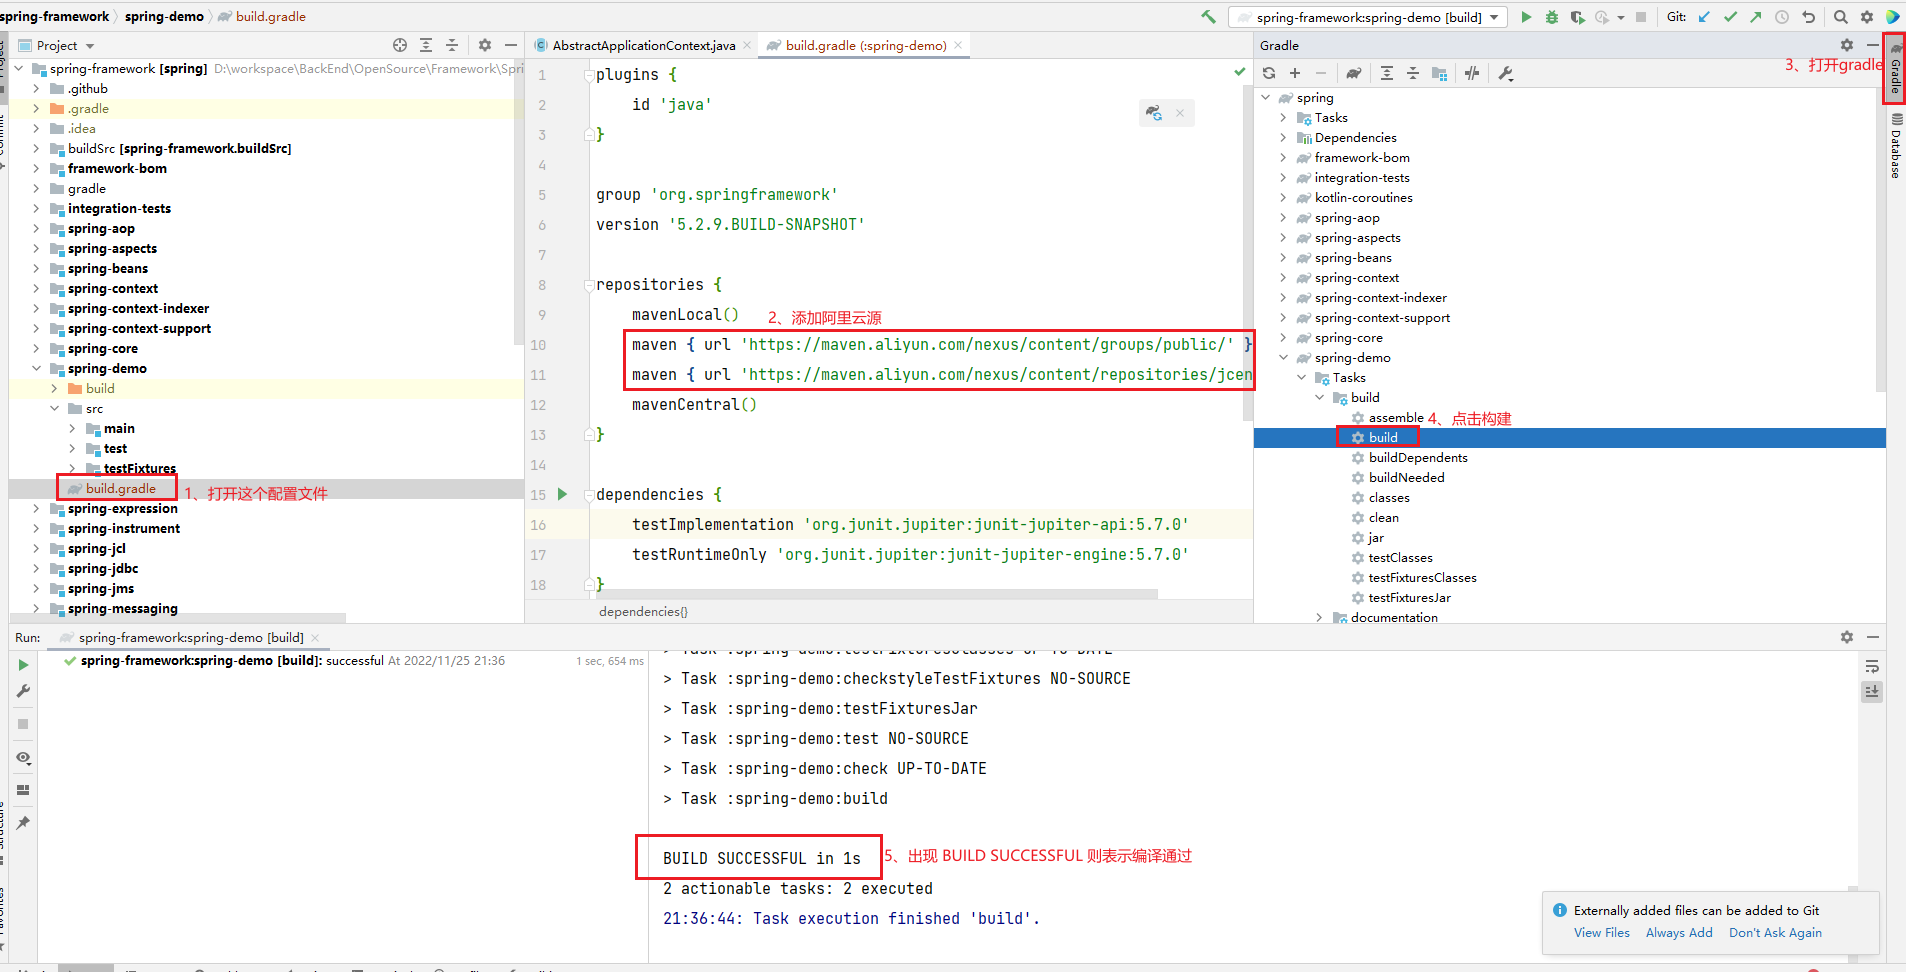 spring-framework 〉 spring-demo 〉 build.gradle
spring-framework:spring-demo [build]
Git:
Project
AbstractApplicationContext.java
build.gradle (:spring-demo)
Gradle
3、打开gradle
Gradle
Database
spring-framework [spring] D:\workspace\BackEnd\OpenSource\Framework\Spri
.github
.gradle
.idea
buildSrc [spring-framework.buildSrc]
framework-bom
gradle
integration-tests
spring-aop
spring-aspects
spring-beans
spring-context
spring-context-indexer
spring-context-support
spring-core
spring-demo
build
src
main
test
testFixtures
build.gradle
1、打开这个配置文件
spring-expression
spring-instrument
spring-jcl
spring-jdbc
spring-jms
spring-messaging
1 plugins {
2 id 'java'
3 }
4
5 group 'org.springframework'
6 version '5.2.9.BUILD-SNAPSHOT'
7
8 repositories {
9 mavenLocal()
2、添加阿里云源
10 maven { url 'https://maven.aliyun.com/nexus/content/groups/public/' }
11 maven { url 'https://maven.aliyun.com/nexus/content/repositories/jcen
12 mavenCentral()
13 }
14
15 dependencies {
16 testImplementation 'org.junit.jupiter:junit-jupiter-api:5.7.0'
17 testRuntimeOnly 'org.junit.jupiter:junit-jupiter-engine:5.7.0'
18 }
dependencies{}
spring
Tasks
Dependencies
framework-bom
integration-tests
kotlin-coroutines
spring-aop
spring-aspects
spring-beans
spring-context
spring-context-indexer
spring-context-support
spring-core
spring-demo
Tasks
build
assemble
4、点击构建
build
buildDependents
buildNeeded
classes
clean
jar
testClasses
testFixturesClasses
testFixturesJar
documentation
Run:
spring-framework:spring-demo [build]
spring-framework:spring-demo [build]: successful At 2022/11/25 21:36
1 sec, 654 ms
> Task :spring-demo:testFixturesClasses UP-TO-DATE
> Task :spring-demo:checkstyleTestFixtures NO-SOURCE
> Task :spring-demo:testFixturesJar
> Task :spring-demo:test NO-SOURCE
> Task :spring-demo:check UP-TO-DATE
> Task :spring-demo:build
BUILD SUCCESSFUL in 1s
5、出现 BUILD SUCCESSFUL 则表示编译通过
2 actionable tasks: 2 executed
21:36:44: Task execution finished 'build'.
Externally added files can be added to Git
View Files Always Add Don't Ask Again